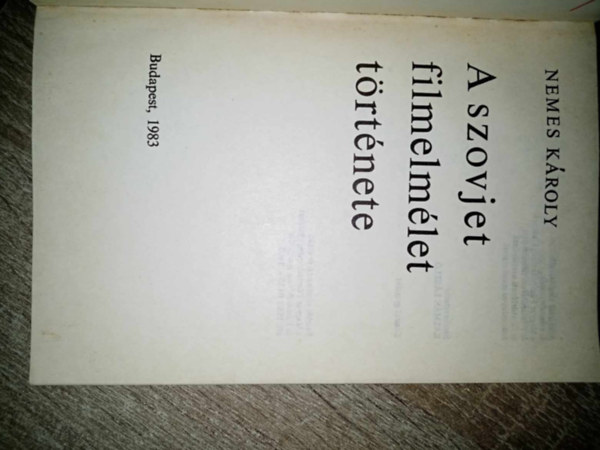 NEMES KÁROLY
A szovjet
filmelmélet
története
Budapest, 1983